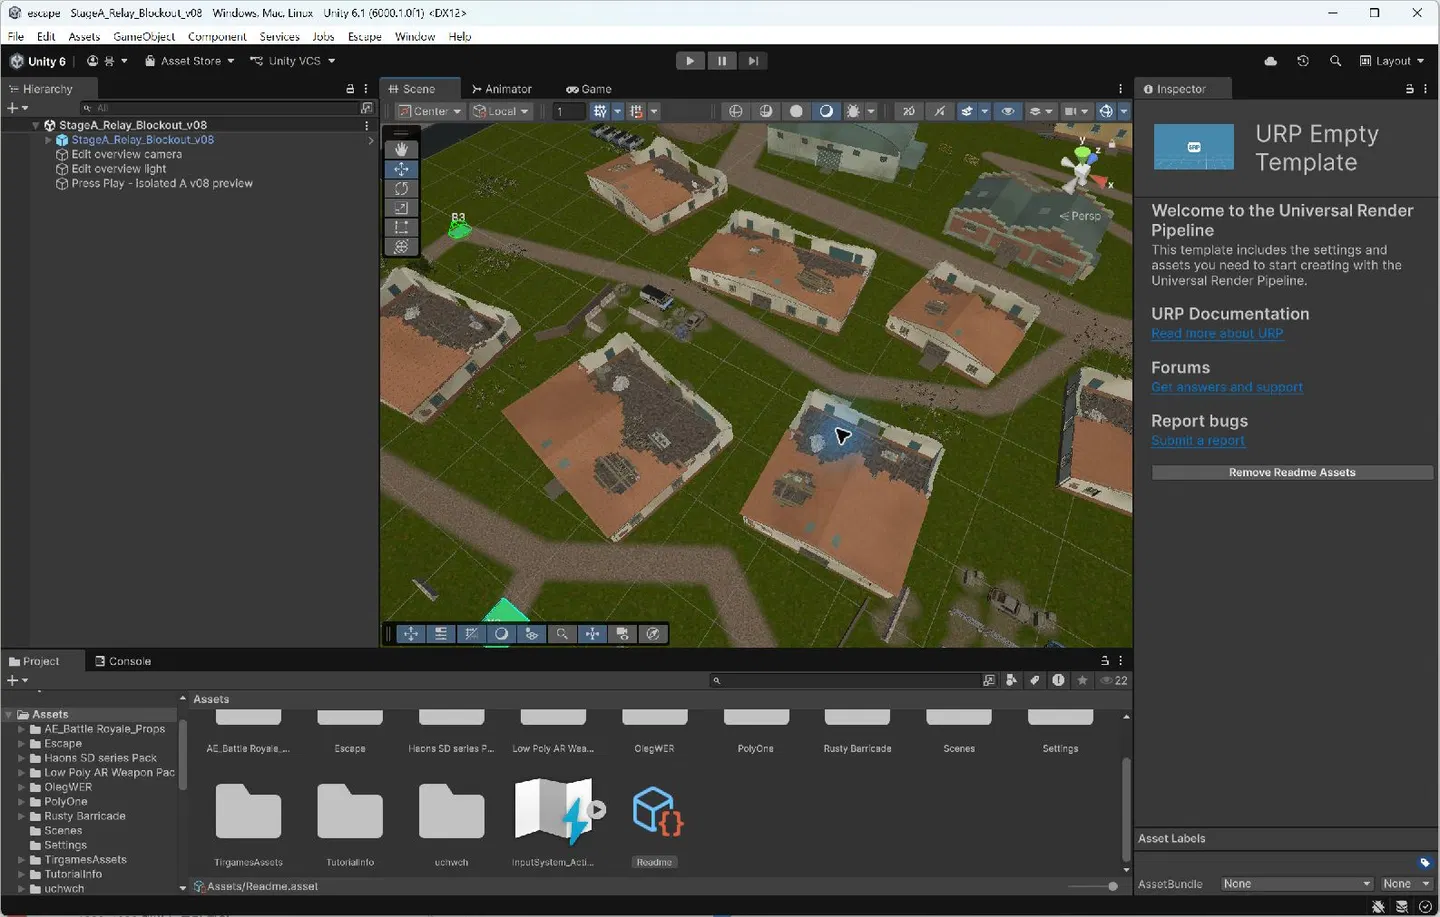 escape StageA_Relay_Blockout_v08 - Windows, Mac, Linux - Unity 6.1 (6000.1.0f1) <DX12>
File Edit Assets GameObject Component Services Jobs Escape Window Help
Unity 6 Asset Store Unity VCS Layout
Hierarchy
All
StageA_Relay_Blockout_v08
StageA_Relay_Blockout_v08
Edit overview camera
Edit overview light
Press Play - Isolated A v08 preview
Scene Animator Game
Center Local 1 2D
B3
y
z
x
Persp
Inspector
URP Empty
Template
Welcome to the Universal Render
Pipeline
This template includes the settings and
assets you need to start creating with the
Universal Render Pipeline.
URP Documentation
Read more about URP
Forums
Get answers and support
Report bugs
Submit a report
Remove Readme Assets
Project Console
22
Assets
AE_Battle Royale_Props
Escape
Haons SD series Pack
Low Poly AR Weapon Pac
OlegWER
PolyOne
Rusty Barricade
Scenes
Settings
TirgamesAssets
TutorialInfo
uchwch
Assets
AE_Battle Royale_... Escape Haons SD series P... Low Poly AR Wea... OlegWER PolyOne Rusty Barricade Scenes Settings
TirgamesAssets TutorialInfo uchwch InputSystem_Acti... Readme
Assets/Readme.asset
Asset Labels
AssetBundle None None